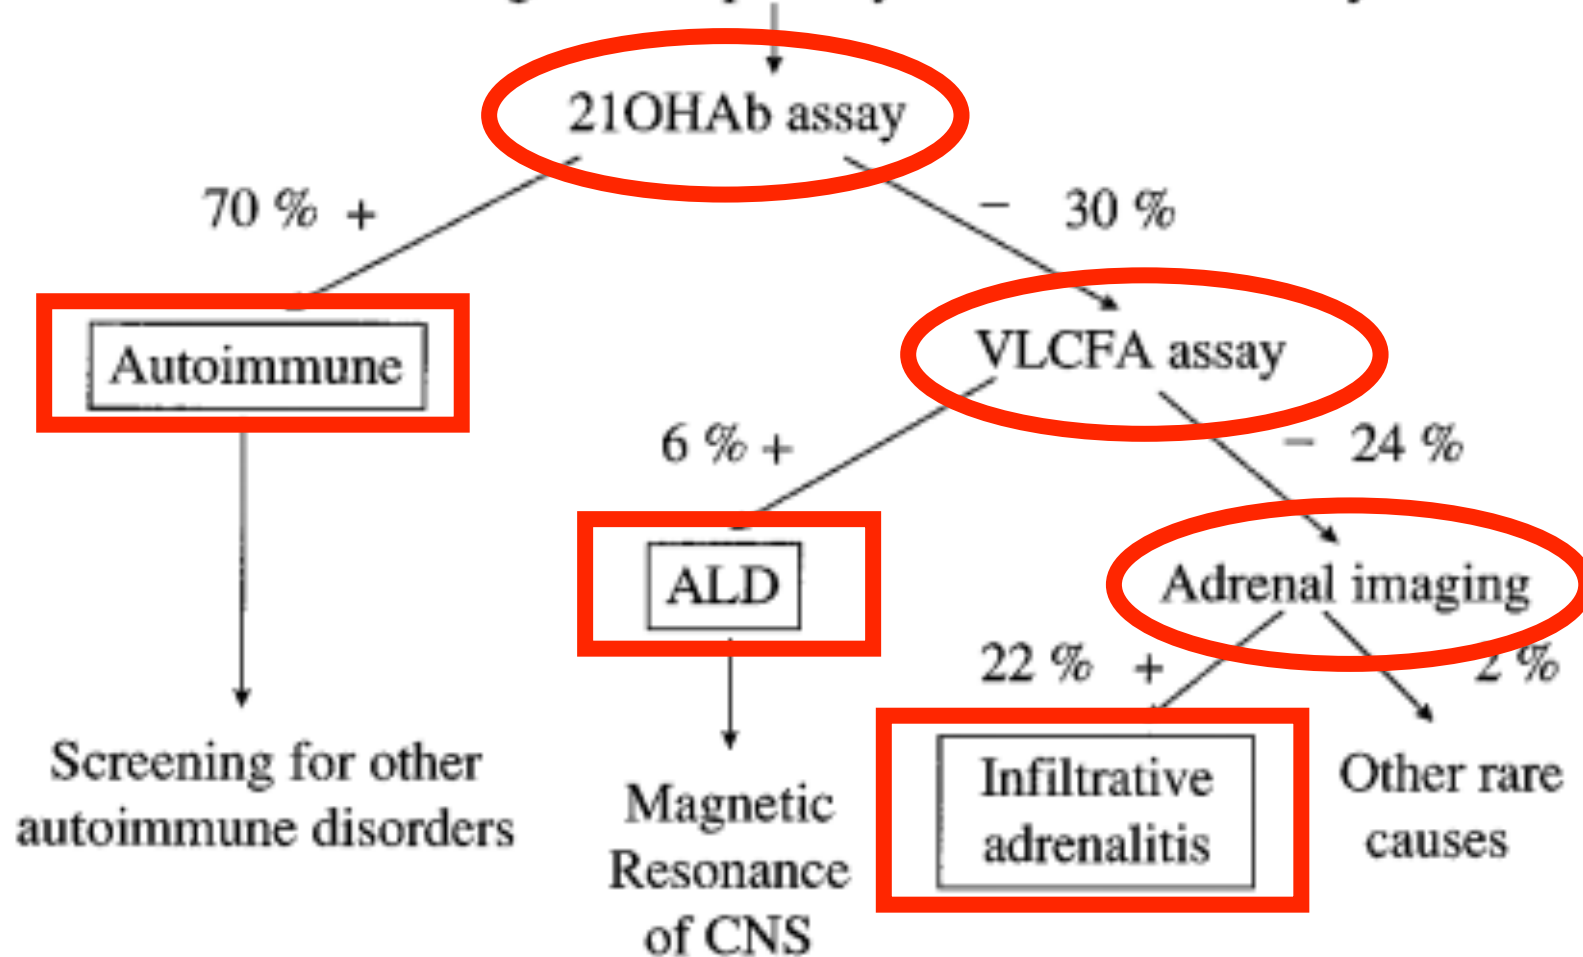 21OHAb assay
70 % +
− 30 %
Autoimmune
VLCFA assay
6 % +
− 24 %
ALD
Adrenal imaging
22 % +
2 %
Screening for other
autoimmune disorders
Magnetic
Resonance
of CNS
Infiltrative
adrenalitis
Other rare
causes